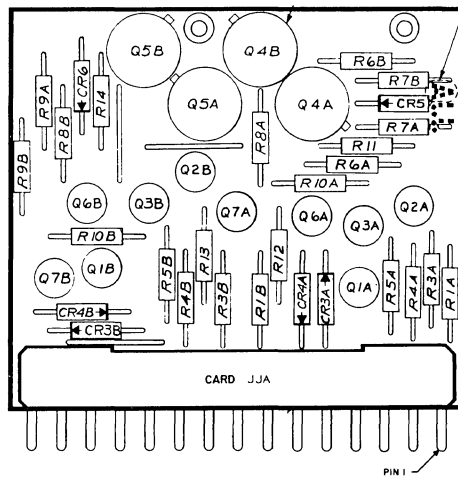 Q5B
Q4B
R6B
R7B
CR6
R9A
R14
R8B
Q5A
Q4A
CR5
R7A
R8A
R11
R9B
Q2B
R6A
R10A
Q6B
Q3B
Q7A
Q6A
Q2A
Q3A
R10B
R13
R12
R5B
R4B
R3B
R1B
CR4A
CR3A
Q7B
Q1B
Q1A
R5A
R4A
R3A
R1A
CR4B
CR3B
CARD JJA
PIN 1